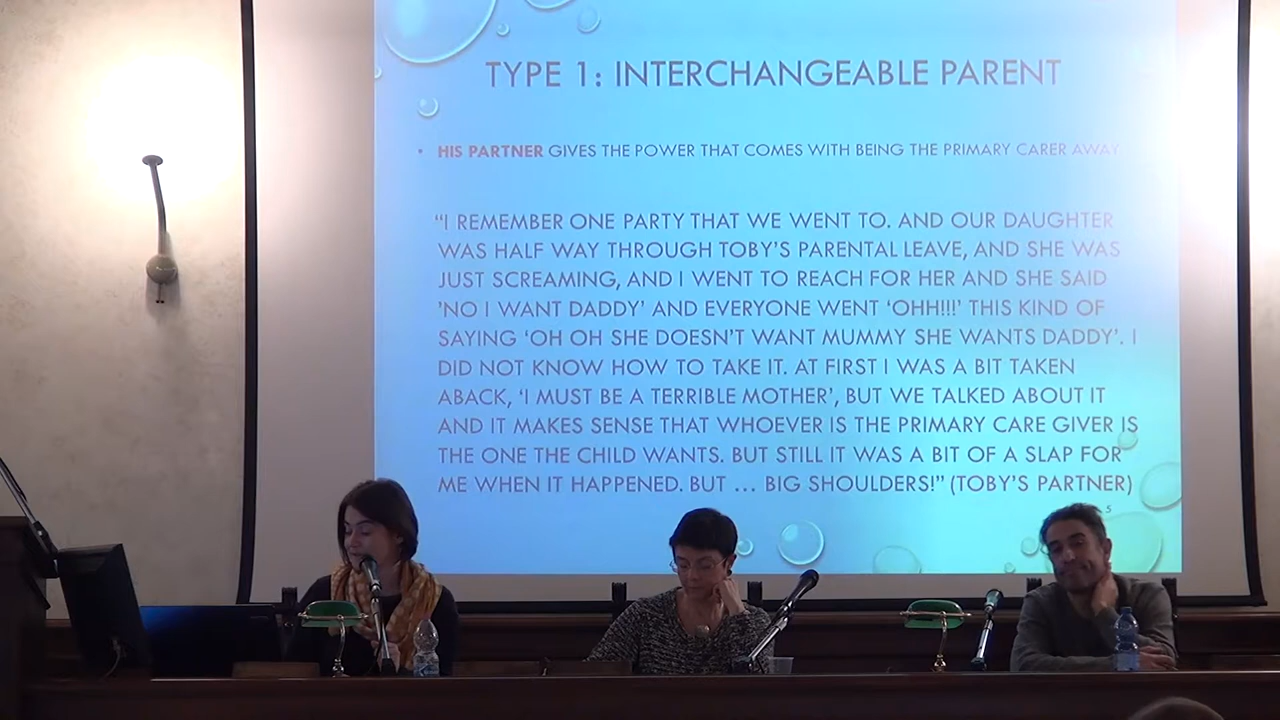 TYPE 1: INTERCHANGEABLE PARENT
• HIS PARTNER GIVES THE POWER THAT COMES WITH BEING THE PRIMARY CARER AWAY
“I REMEMBER ONE PARTY THAT WE WENT TO. AND OUR DAUGHTER
WAS HALF WAY THROUGH TOBY’S PARENTAL LEAVE, AND SHE WAS
JUST SCREAMING, AND I WENT TO REACH FOR HER AND SHE SAID
’NO I WANT DADDY’ AND EVERYONE WENT ‘OHH!!!’ THIS KIND OF
SAYING ‘OH OH SHE DOESN’T WANT MUMMY SHE WANTS DADDY’. I
DID NOT KNOW HOW TO TAKE IT. AT FIRST I WAS A BIT TAKEN
ABACK, ‘I MUST BE A TERRIBLE MOTHER’, BUT WE TALKED ABOUT IT
AND IT MAKES SENSE THAT WHOEVER IS THE PRIMARY CARE GIVER IS
THE ONE THE CHILD WANTS. BUT STILL IT WAS A BIT OF A SLAP FOR
ME WHEN IT HAPPENED. BUT … BIG SHOULDERS!” (TOBY’S PARTNER)
5